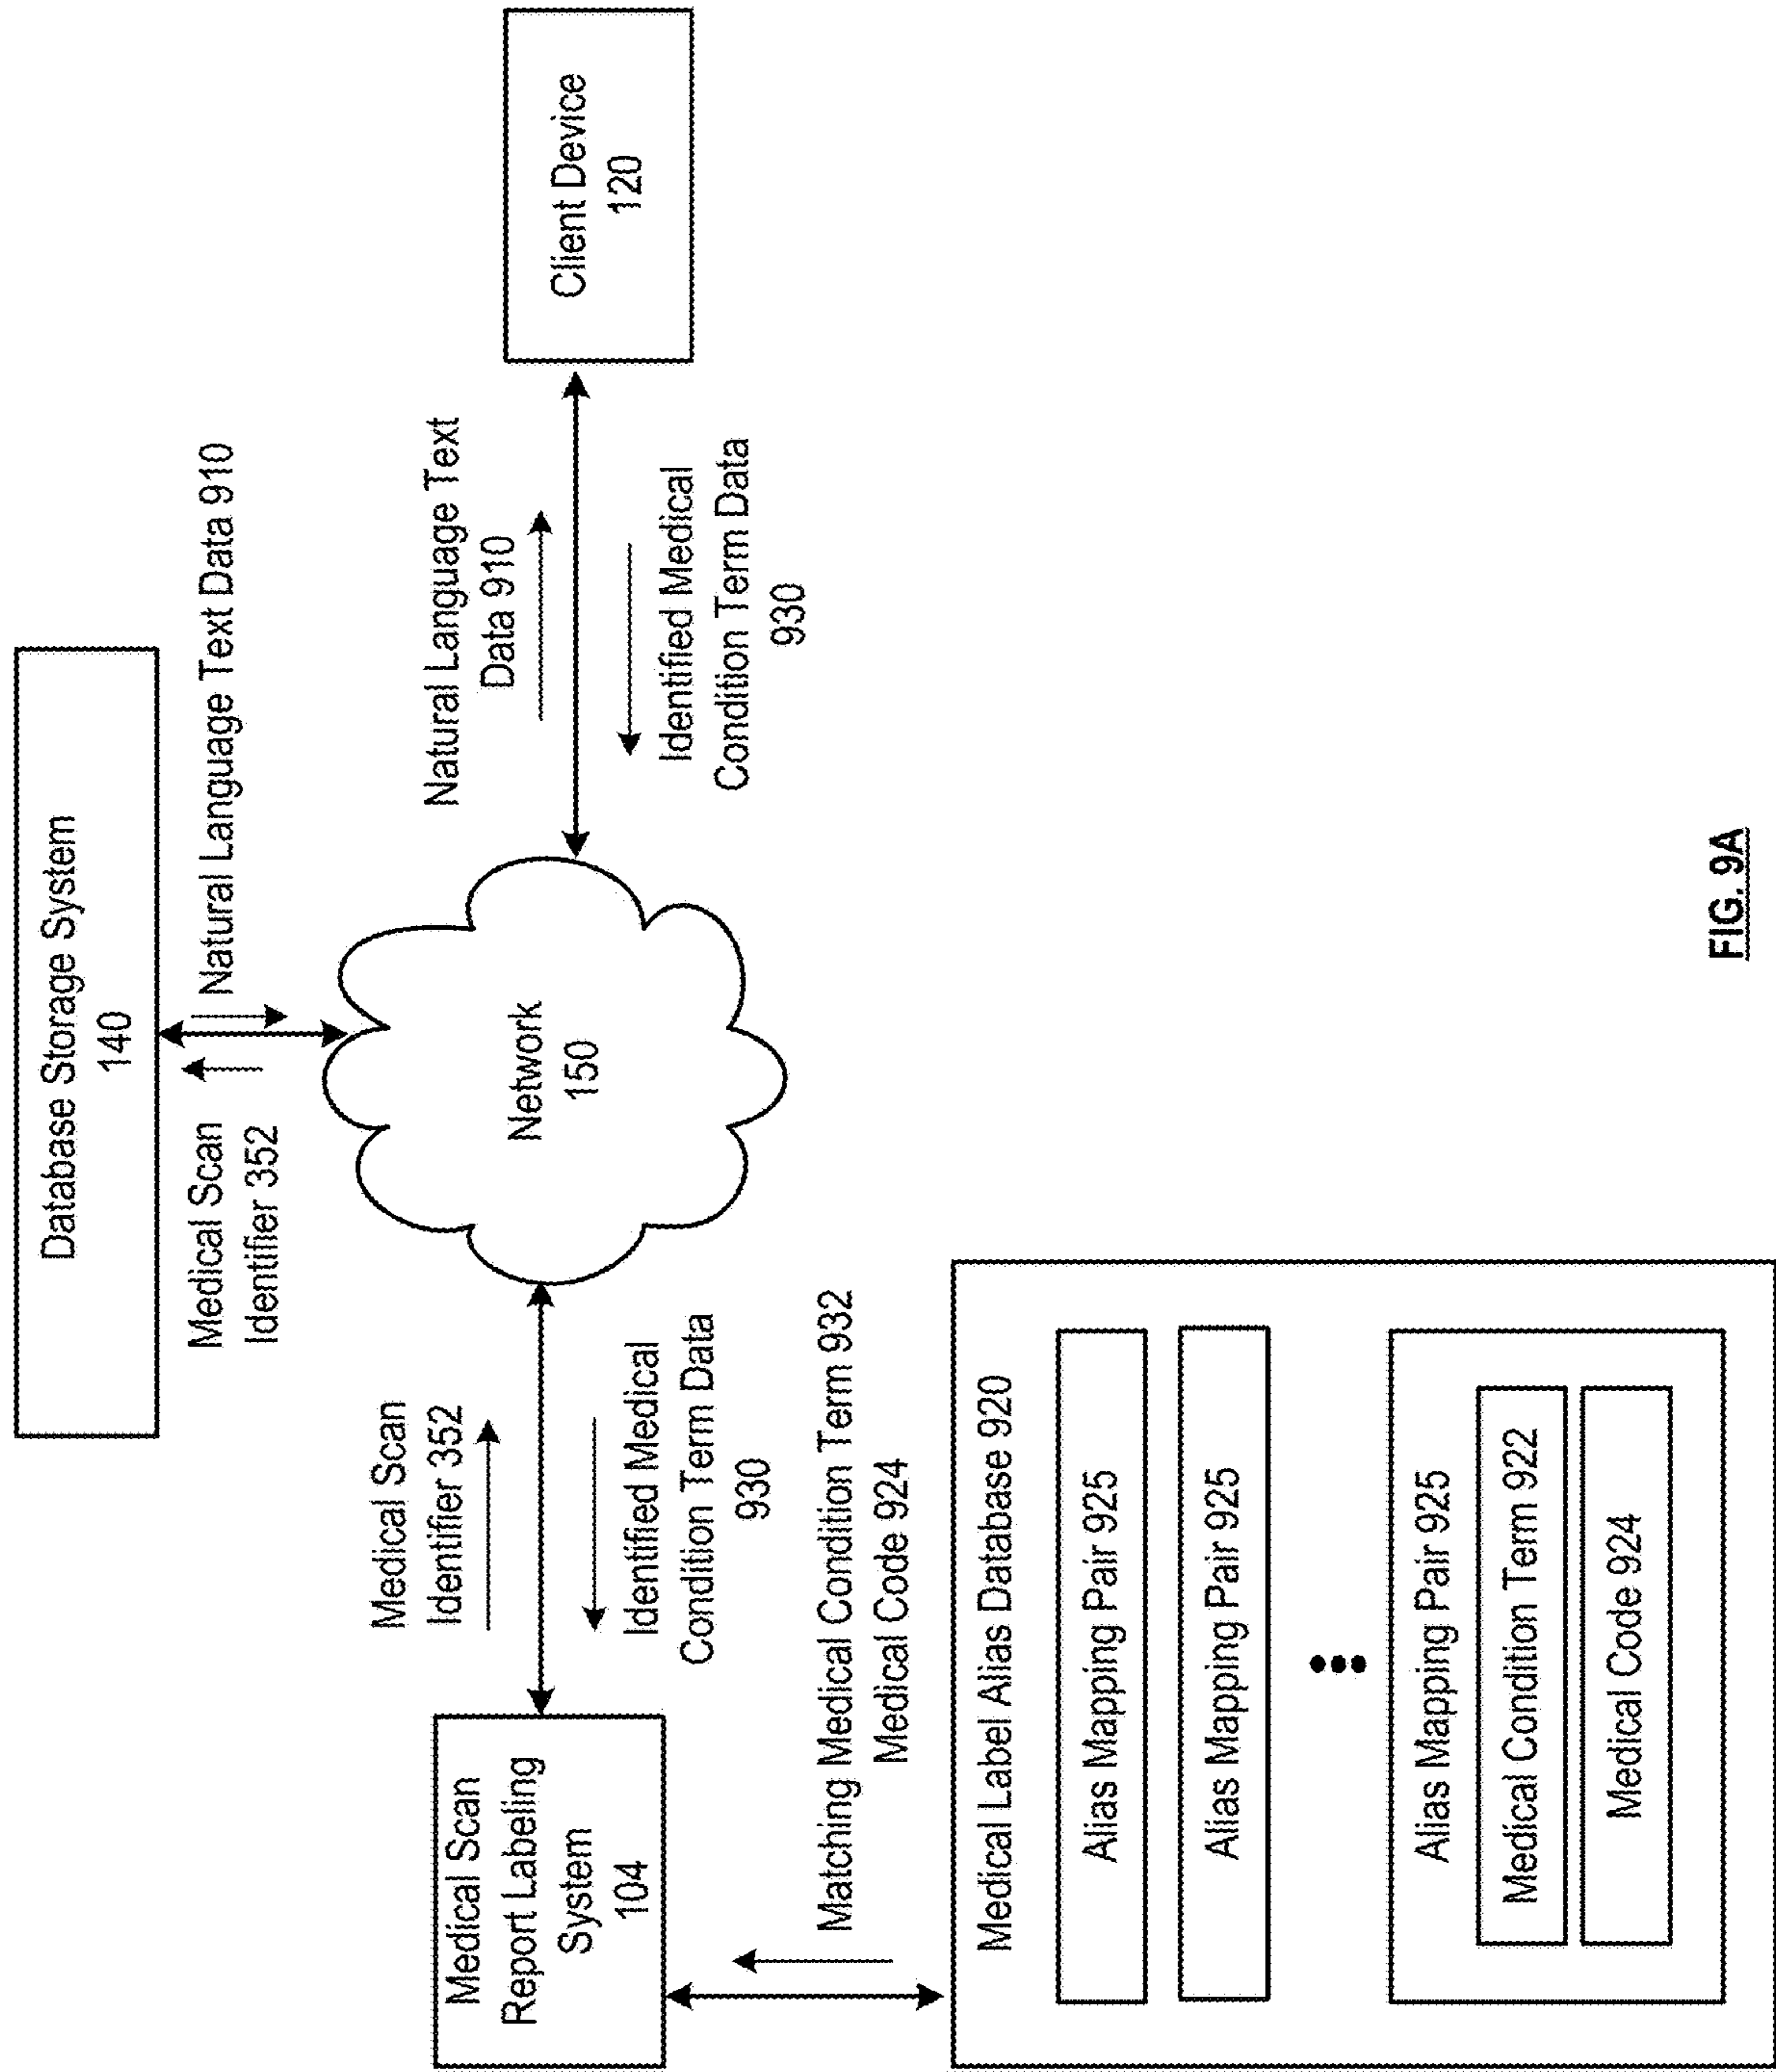 Database Storage System
140
Medical Scan
Identifier 352
Natural Language Text Data 910
Network
150
Medical Scan
Identifier 352
Identified Medical
Condition Term Data
930
Natural Language Text
Data 910
Identified Medical
Condition Term Data
930
Client Device
120
Medical Scan
Report Labeling
System
104
Matching Medical Condition Term 932
Medical Code 924
Medical Label Alias Database 920
Alias Mapping Pair 925
Alias Mapping Pair 925
Alias Mapping Pair 925
Medical Condition Term 922
Medical Code 924
FIG. 9A